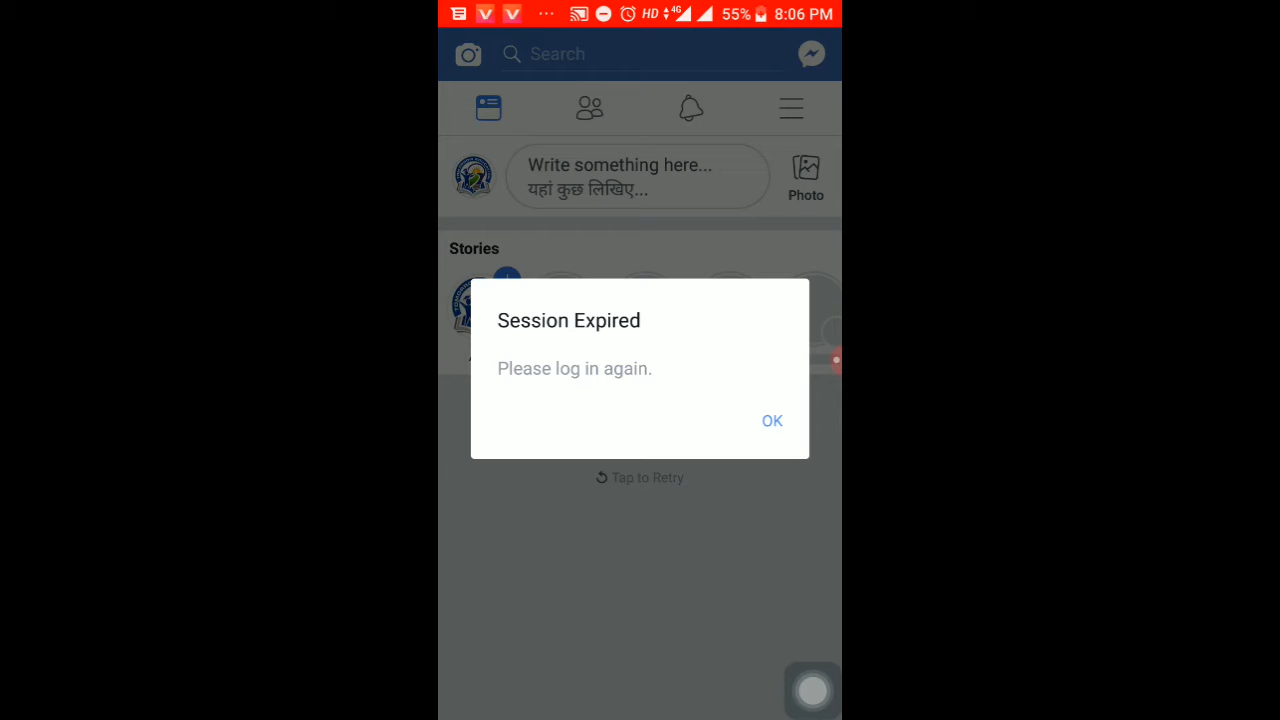 HD 4G 55% 8:06 PM
Search
Write something here...
यहां कुछ लिखिए...
Photo
Stories
Session Expired
Please log in again.
OK
Tap to Retry